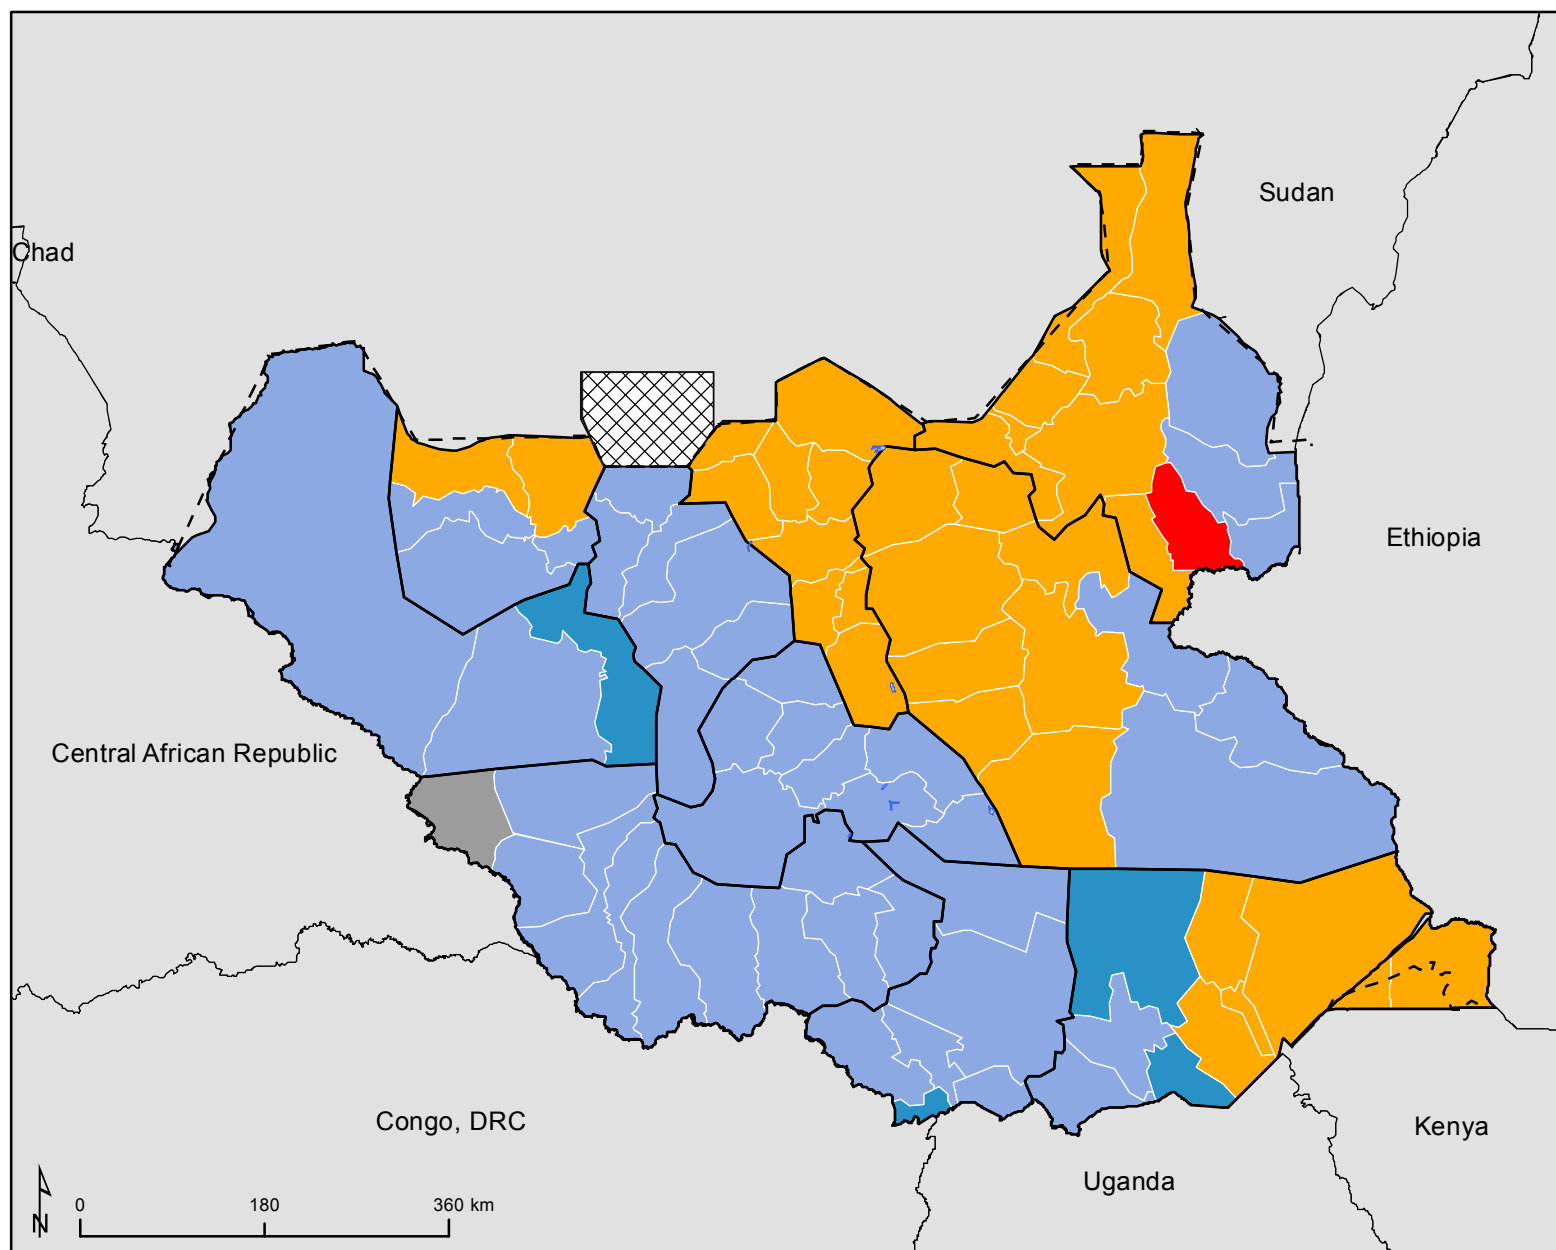 Sudan
Chad
Ethiopia
Central African Republic
Congo, DRC
Kenya
Uganda
N
0 180 360 km